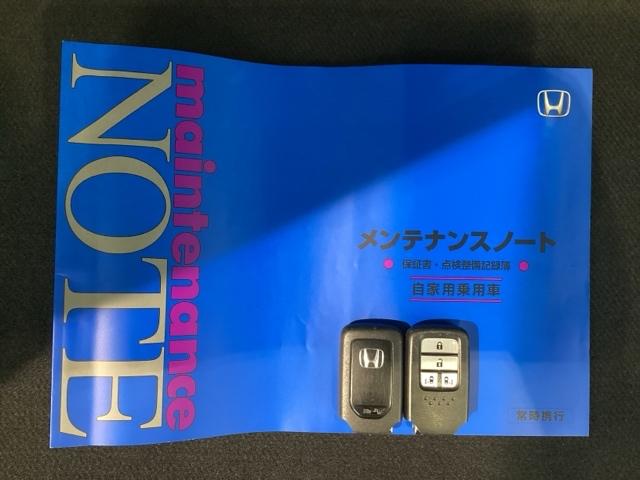 maintenance
NOTE
メンテナンスノート
保証書・点検整備記録簿
自家用乗用車
常時携行